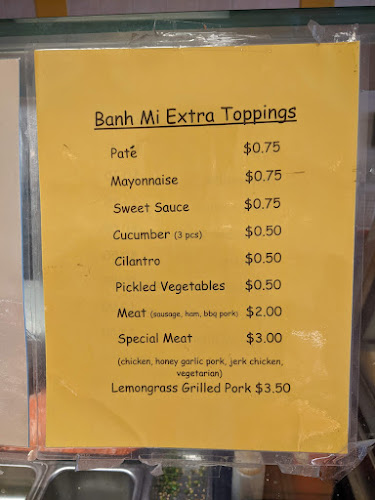 Banh Mi Extra Toppings
Paté $0.75
Mayonnaise $0.75
Sweet Sauce $0.75
Cucumber (3 pcs) $0.50
Cilantro $0.50
Pickled Vegetables $0.50
Meat (sausage, ham, bbq pork) $2.00
Special Meat $3.00
(chicken, honey garlic pork, jerk chicken,
vegetarian)
Lemongrass Grilled Pork $3.50